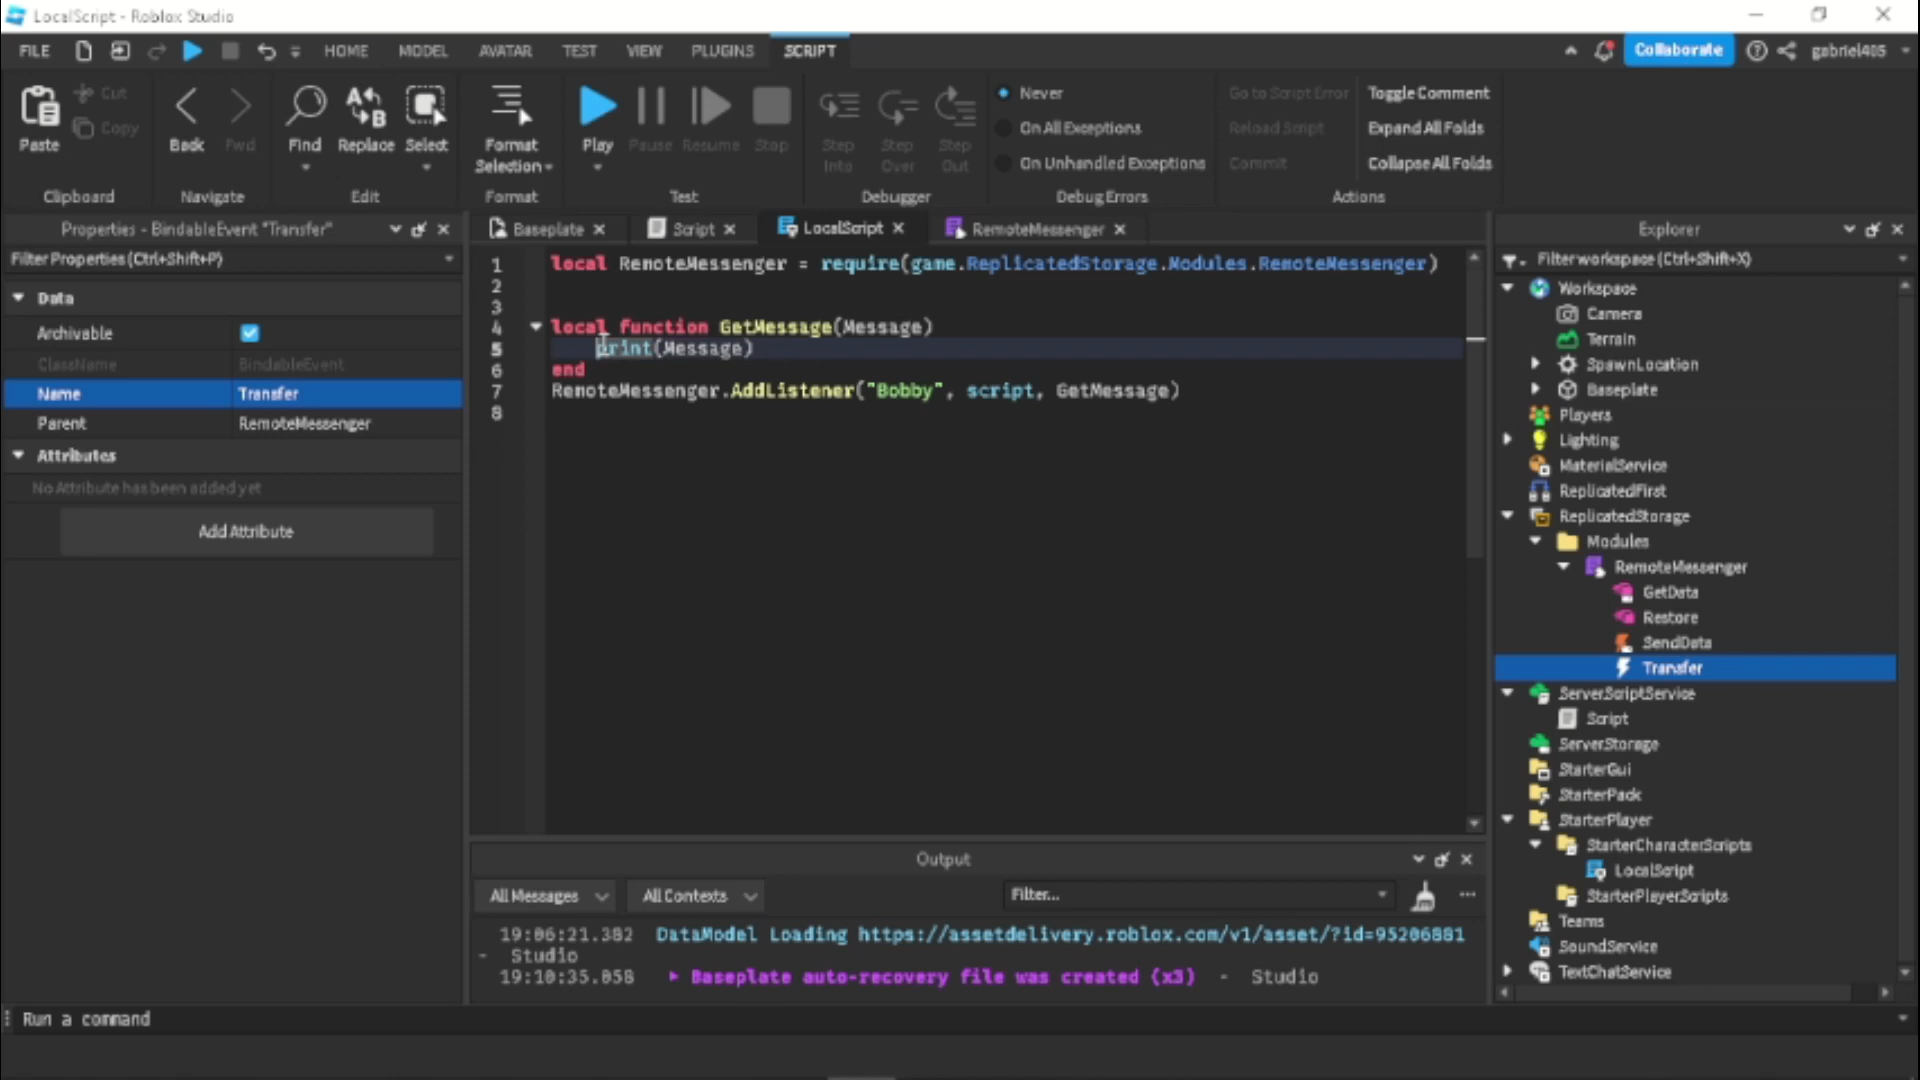 LocalScript - Roblox Studio
FILE HOME MODEL AVATAR TEST VIEW PLUGINS SCRIPT Collaborate gabriel405
Paste Cut Copy Back Fwd Find Replace Select Format Selection Play Pause Resume Stop Step Into Step Over Step Out
Never
On All Exceptions
On Unhandled Exceptions
Go to Script Error
Reload Script
Commit
Toggle Comment
Expand All Folds
Collapse All Folds
Clipboard Navigate Edit Format Test Debugger Debug Errors Actions
Properties - BindableEvent "Transfer"
Filter Properties (Ctrl+Shift+P)
Data
Archivable
ClassName BindableEvent
Name Transfer
Parent RemoteMessenger
Attributes
No Attribute has been added yet
Add Attribute
Baseplate Script LocalScript RemoteMessenger
1 local RemoteMessenger = require(game.ReplicatedStorage.Modules.RemoteMessenger)
2
3
4 local function GetMessage(Message)
5 print(Message)
6 end
7 RemoteMessenger.AddListener("Bobby", script, GetMessage)
8
Output
All Messages All Contexts Filter...
19:06:21.382 DataModel Loading https://assetdelivery.roblox.com/v1/asset/?id=95206881
- Studio
19:10:35.058 Baseplate auto-recovery file was created (x3) - Studio
Explorer
Filter workspace (Ctrl+Shift+X)
Workspace
Camera
Terrain
SpawnLocation
Baseplate
Players
Lighting
MaterialService
ReplicatedFirst
ReplicatedStorage
Modules
RemoteMessenger
GetData
Restore
SendData
Transfer
ServerScriptService
Script
ServerStorage
StarterGui
StarterPack
StarterPlayer
StarterCharacterScripts
LocalScript
StarterPlayerScripts
Teams
SoundService
TextChatService
Run a command